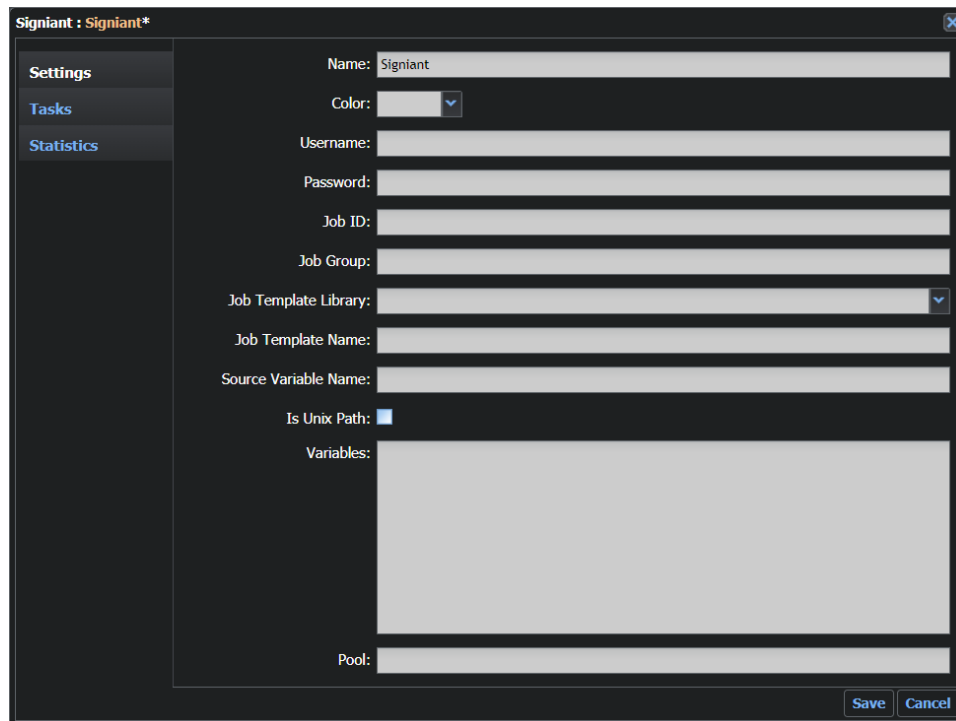 Signiant : Signiant*
Settings
Tasks
Statistics
Name: Signiant
Color:
Username:
Password:
Job ID:
Job Group:
Job Template Library:
Job Template Name:
Source Variable Name:
Is Unix Path:
Variables:
Pool:
Save Cancel